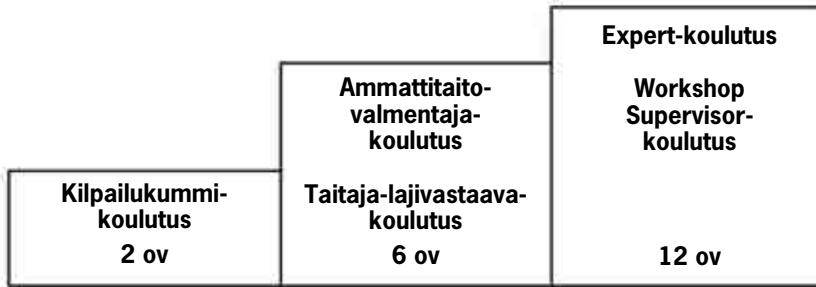 Kilpailukummi-
koulutus
2 ov
Ammattitaito-
valmentaja-
koulutus
Taitaja-lajivastaava-
koulutus
6 ov
Expert-koulutus
Workshop
Supervisor-
koulutus
12 ov